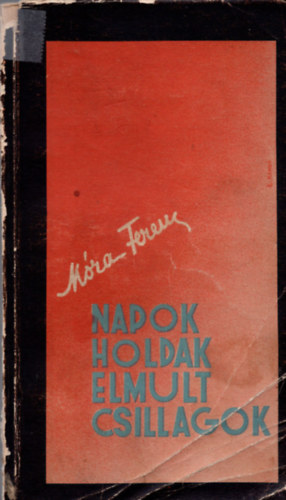 Móra Ferenc
NAPOK
HOLDAK
ELMULT
CSILLAGOK